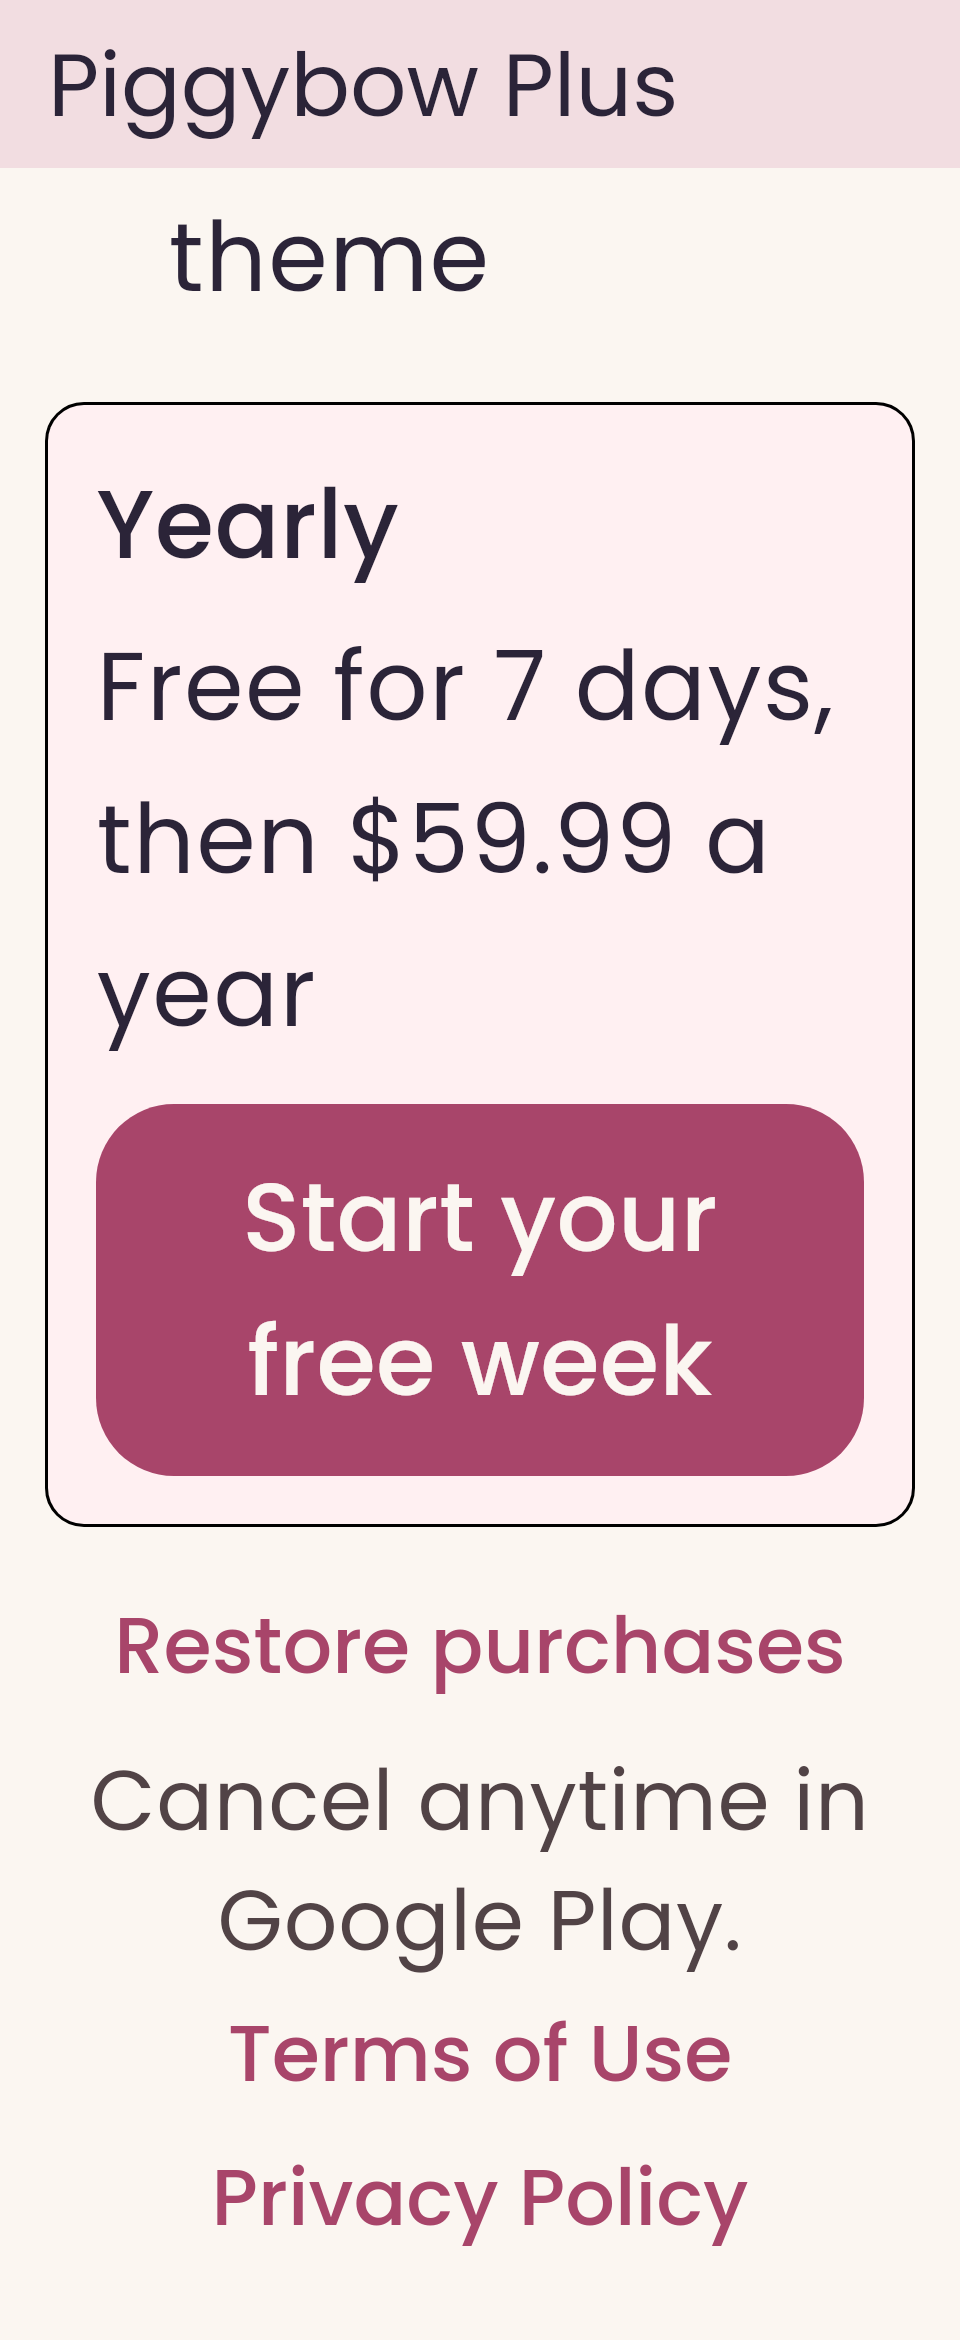 Piggybow Plus
theme
Yearly
Free for 7 days,
then $59.99 a
year
Start your
free week
Restore purchases
Cancel anytime in
Google Play.
Terms of Use
Privacy Policy